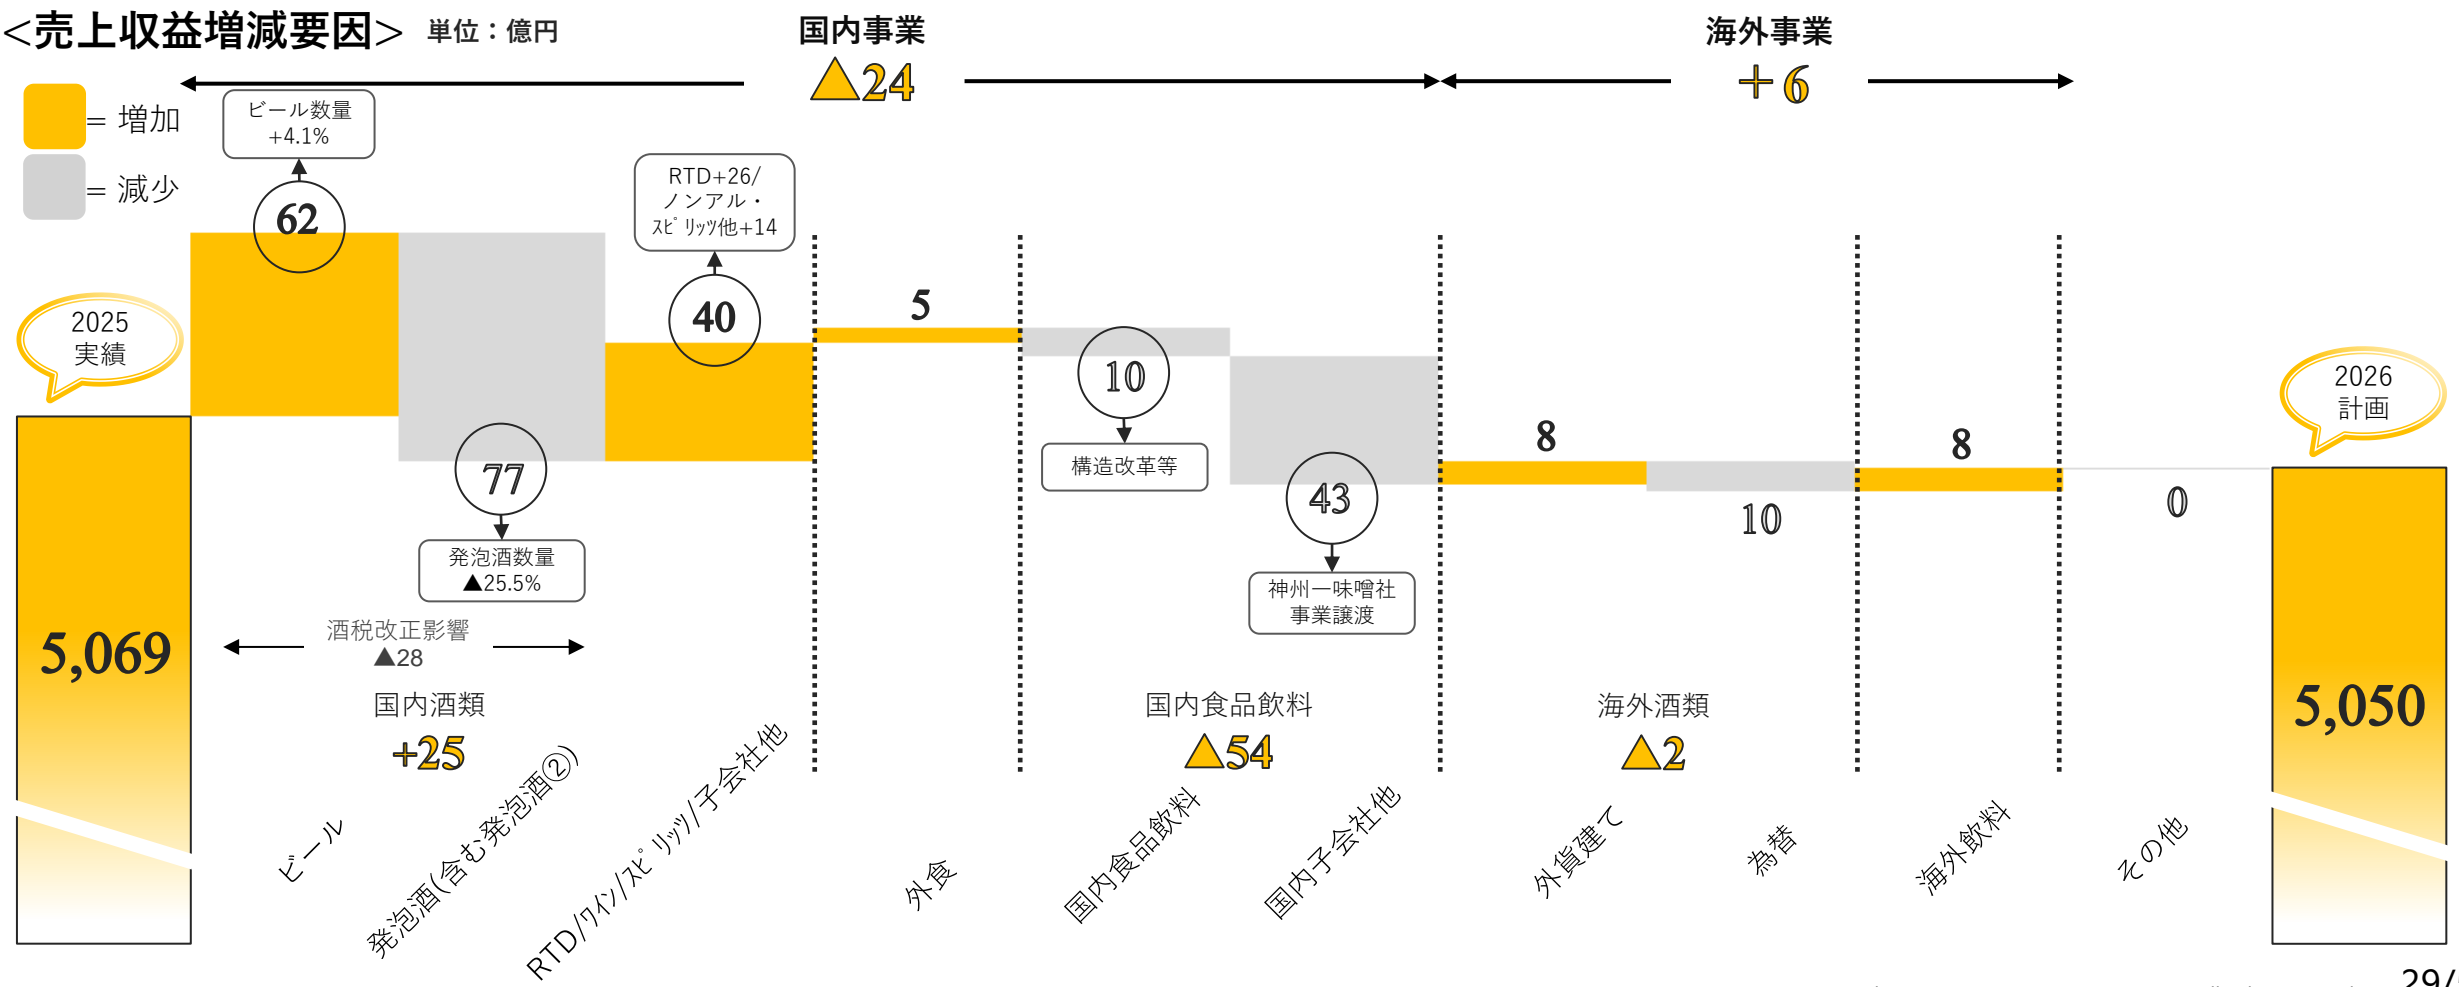 <売上収益増減要因> 単位：億円
国内事業
▲24
海外事業
＋6
= 増加
= 減少
ビール数量
+4.1%
62
RTD+26/
ノンアル・
ｽﾋﾟﾘｯﾂ他+14
40
5
2025
実績
5,069
77
発泡酒数量
▲25.5%
酒税改正影響
▲28
国内酒類
+25
10
構造改革等
43
神州一味噌社
事業譲渡
国内食品飲料
▲54
8
10
海外酒類
▲2
8
0
2026
計画
5,050
ビール
発泡酒(含む発泡酒②)
RTD/ﾜｲﾝ/ｽﾋﾟﾘｯﾂ/子会社他
外食
国内食品飲料
国内子会社他
外貨建て
為替
海外飲料
その他
29/